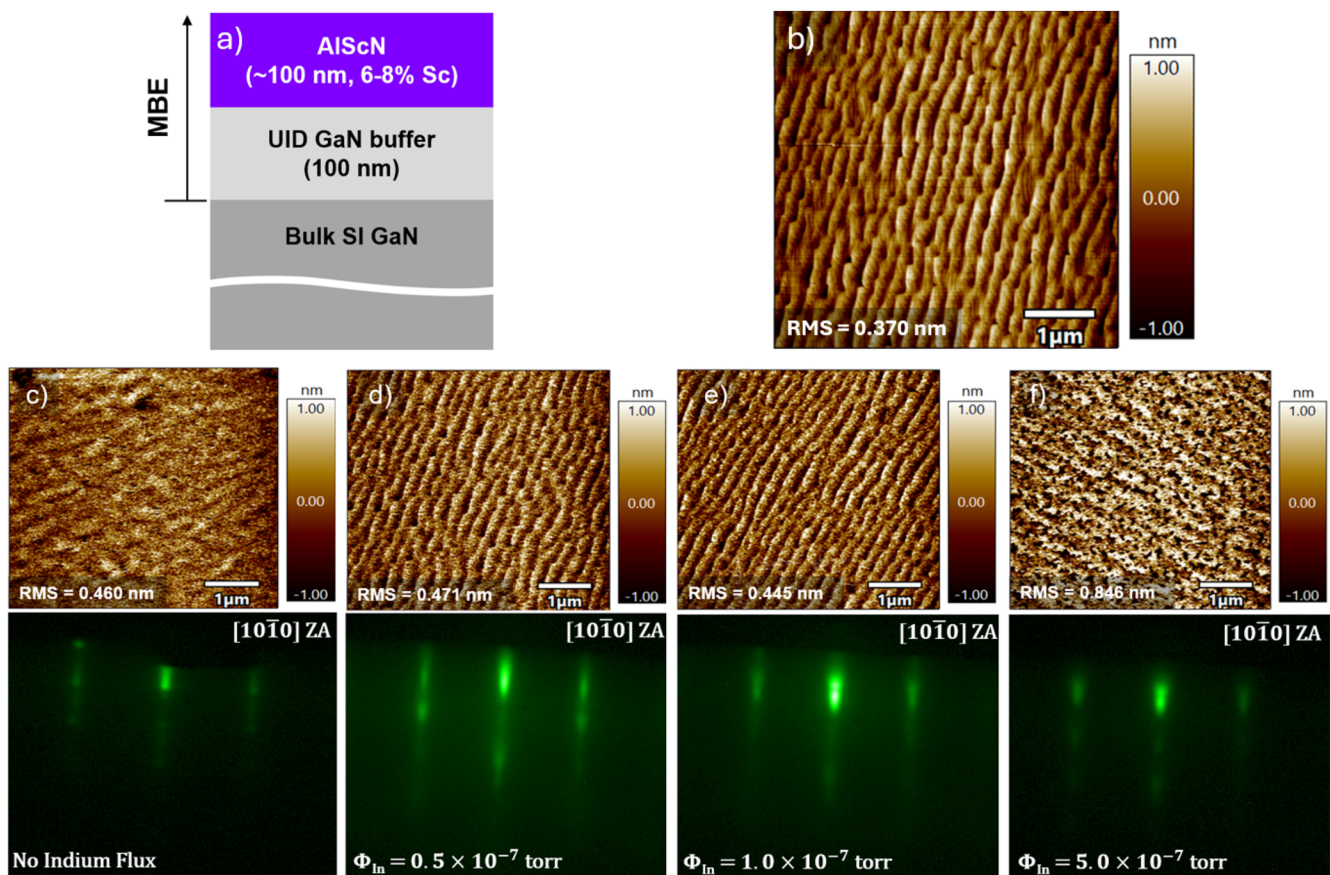 a)
AlScN
(~100 nm, 6-8% Sc)
MBE
UID GaN buffer
(100 nm)
Bulk SI GaN
b)
RMS = 0.370 nm
1μm
nm
1.00
0.00
-1.00
c)
RMS = 0.460 nm
1μm
nm
1.00
0.00
-1.00
d)
RMS = 0.471 nm
1μm
nm
1.00
0.00
-1.00
e)
RMS = 0.445 nm
1μm
nm
1.00
0.00
-1.00
f)
RMS = 0.846 nm
1μm
nm
1.00
0.00
-1.00
[101̄0] ZA
No Indium Flux
[101̄0] ZA
Φ_In = 0.5 × 10⁻⁷ torr
[101̄0] ZA
Φ_In = 1.0 × 10⁻⁷ torr
[101̄0] ZA
Φ_In = 5.0 × 10⁻⁷ torr